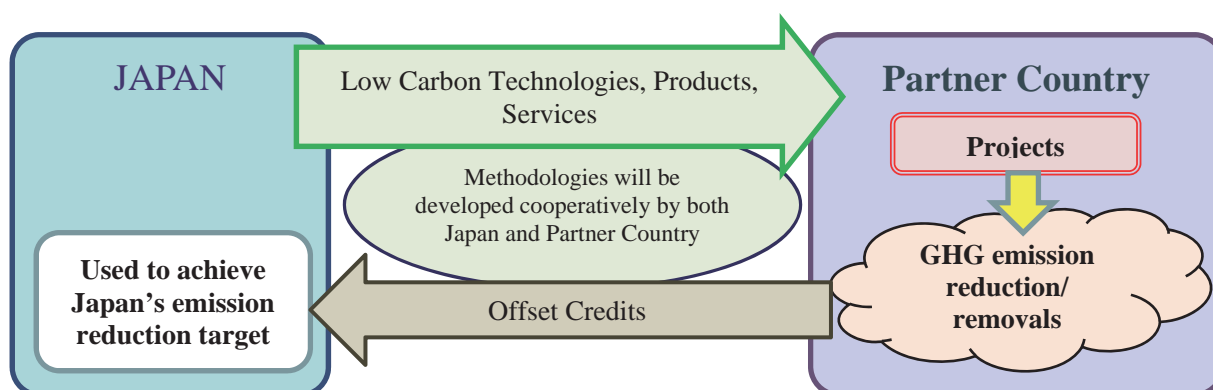 JAPAN
Low Carbon Technologies, Products,
Services
Partner Country
Projects
Methodologies will be
developed cooperatively by both
Japan and Partner Country
Used to achieve
Japan’s emission
reduction target
Offset Credits
GHG emission
reduction/
removals